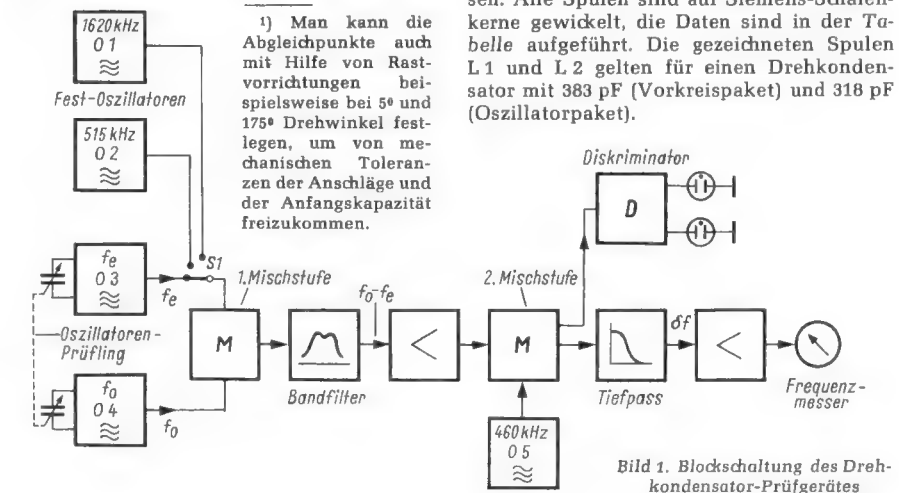 ¹) Man kann die
Abgleichpunkte auch
mit Hilfe von Rast-
vorrichtungen bei-
spielsweise bei 5⁰ und
175⁰ Drehwinkel fest-
legen, um von me-
chanischen Toleran-
zen der Anschläge und
der Anfangskapazität
freizukommen.
sen. Alle Spulen sind auf Siemens-Schalen-
kerne gewickelt, die Daten sind in der Ta-
belle aufgeführt. Die gezeichneten Spulen
L 1 und L 2 gelten für einen Drehkonden-
sator mit 383 pF (Vorkreispaket) und 318 pF
(Oszillatorpaket).
1620 kHz
O 1
Fest-Oszillatoren
515 kHz
O 2
fe
O 3
fe
S1
Oszillatoren-
Prüfling
fo
O 4
fo
1. Mischstufe
M
Bandfilter
fo-fe
2. Mischstufe
M
460 kHz
O 5
Diskriminator
D
Tiefpass
δf
Frequenz-
messer
Bild 1. Blockschaltung des Dreh-
kondensator-Prüfgerätes